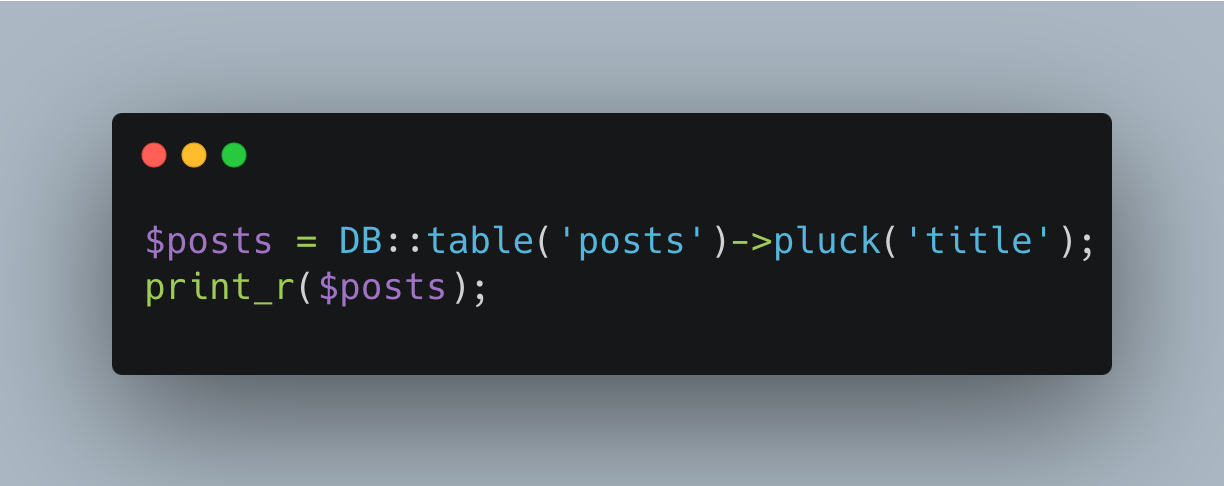 $posts = DB::table('posts')->pluck('title');
print_r($posts);